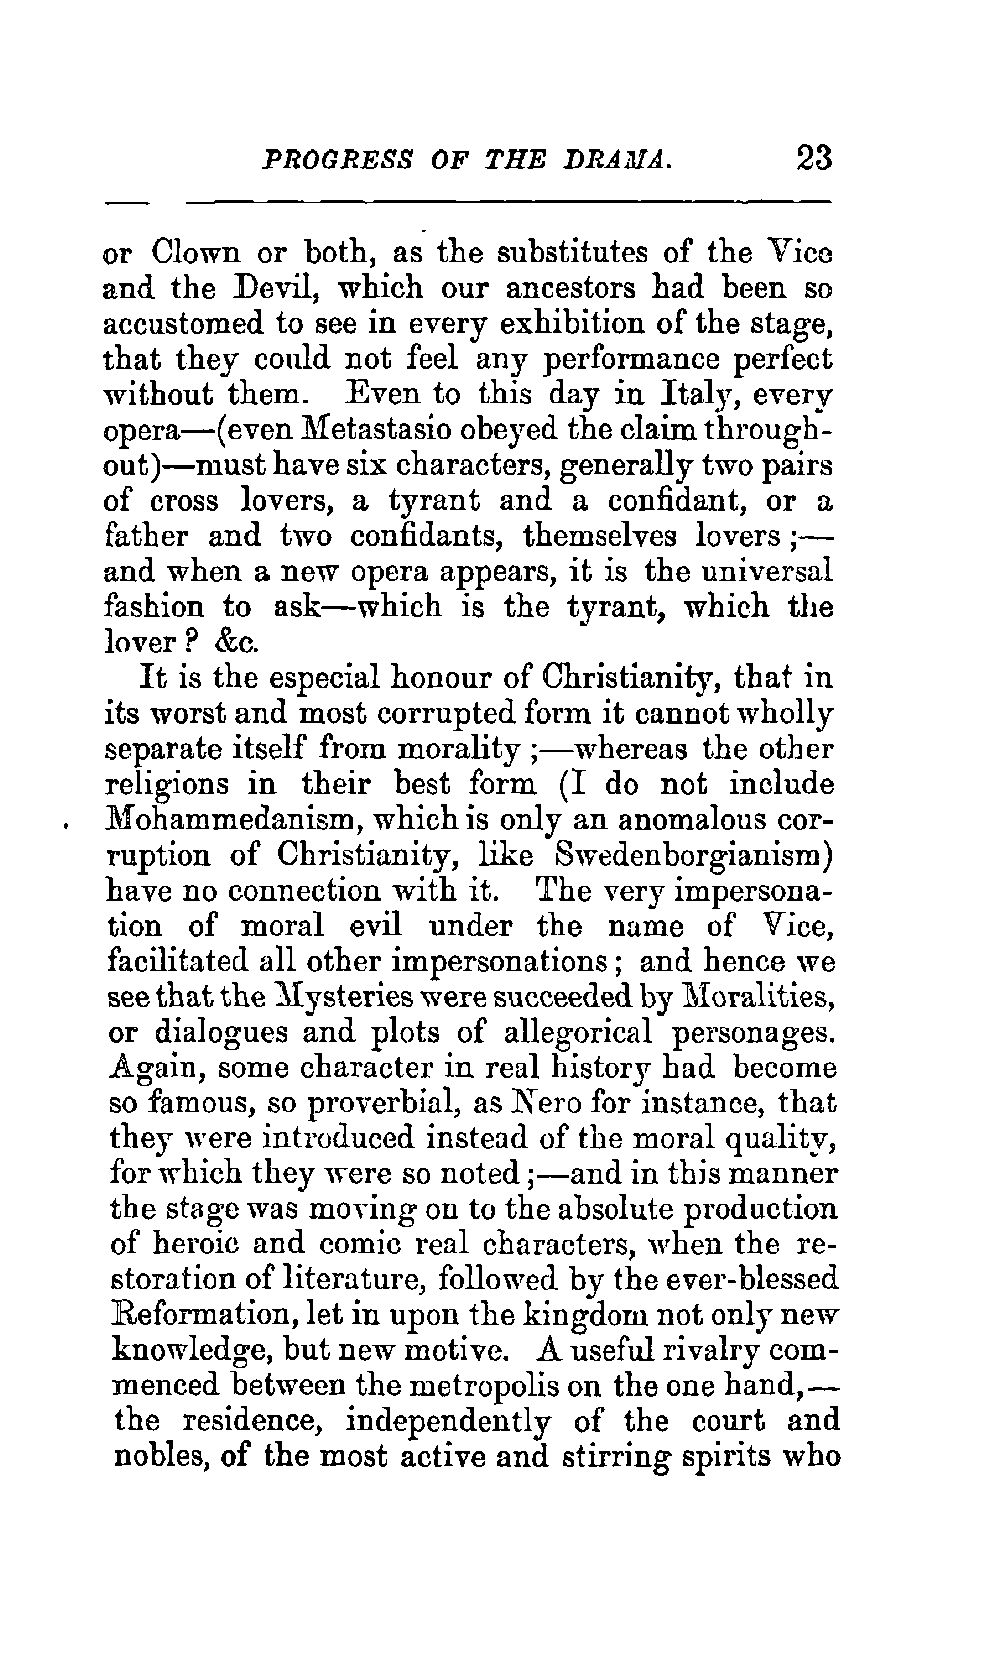 PROGRESS OF THE DRAMA. 23
or Clown or both, as the substitutes of the Vice
and the Devil, which our ancestors had been so
accustomed to see in every exhibition of the stage,
that they could not feel any performance perfect
without them. Even to this day in Italy, every
opera—(even Metastasio obeyed the claim through-
out)—must have six characters, generally two pairs
of cross lovers, a tyrant and a confidant, or a
father and two confidants, themselves lovers ;—
and when a new opera appears, it is the universal
fashion to ask—which is the tyrant, which the
lover ? &c.
It is the especial honour of Christianity, that in
its worst and most corrupted form it cannot wholly
separate itself from morality ;—whereas the other
religions in their best form (I do not include
Mohammedanism, which is only an anomalous cor-
ruption of Christianity, like Swedenborgianism)
have no connection with it. The very impersona-
tion of moral evil under the name of Vice,
facilitated all other impersonations ; and hence we
see that the Mysteries were succeeded by Moralities,
or dialogues and plots of allegorical personages.
Again, some character in real history had become
so famous, so proverbial, as Nero for instance, that
they were introduced instead of the moral quality,
for which they were so noted ;—and in this manner
the stage was moving on to the absolute production
of heroic and comic real characters, when the re-
storation of literature, followed by the ever-blessed
Reformation, let in upon the kingdom not only new
knowledge, but new motive. A useful rivalry com-
menced between the metropolis on the one hand,—
the residence, independently of the court and
nobles, of the most active and stirring spirits who